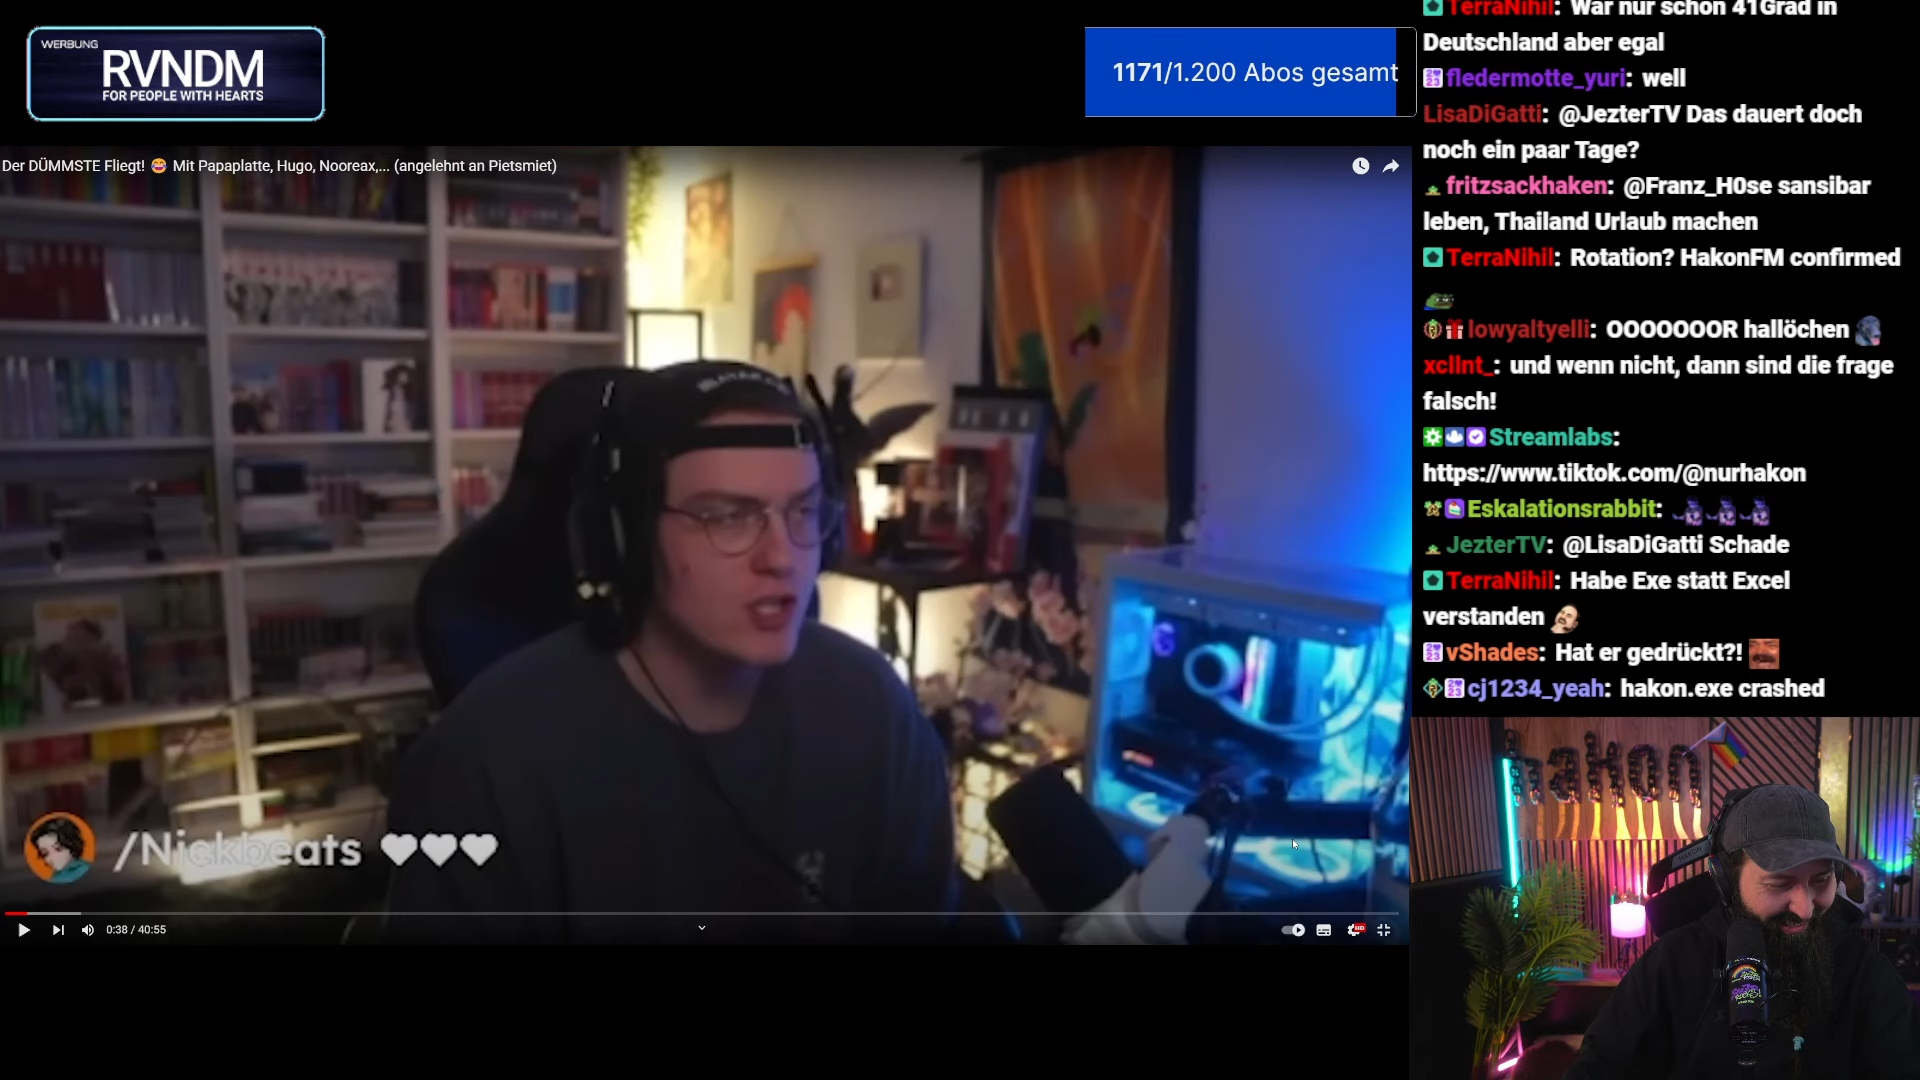 WERBUNG
RVNDM
FOR PEOPLE WITH HEARTS
1171/1.200 Abos gesamt
Der DÜMMSTE Fliegt! 😂 Mit Papaplatte, Hugo, Nooreax,... (angelehnt an Pietsmiet)
/Nickbeats
0:38 / 40:55
HD
TerraNihil: War nur schon 41Grad in
Deutschland aber egal
fledermotte_yuri: well
LisaDiGatti: @JezterTV Das dauert doch
noch ein paar Tage?
fritzsackhaken: @Franz_H0se sansibar
leben, Thailand Urlaub machen
TerraNihil: Rotation? HakonFM confirmed
lowyaltyelli: OOOOOOOR hallöchen
xcllnt_: und wenn nicht, dann sind die frage
falsch!
Streamlabs:
https://www.tiktok.com/@nurhakon
Eskalationsrabbit:
JezterTV: @LisaDiGatti Schade
TerraNihil: Habe Exe statt Excel
verstanden
vShades: Hat er gedrückt?!
cj1234_yeah: hakon.exe crashed
hakon